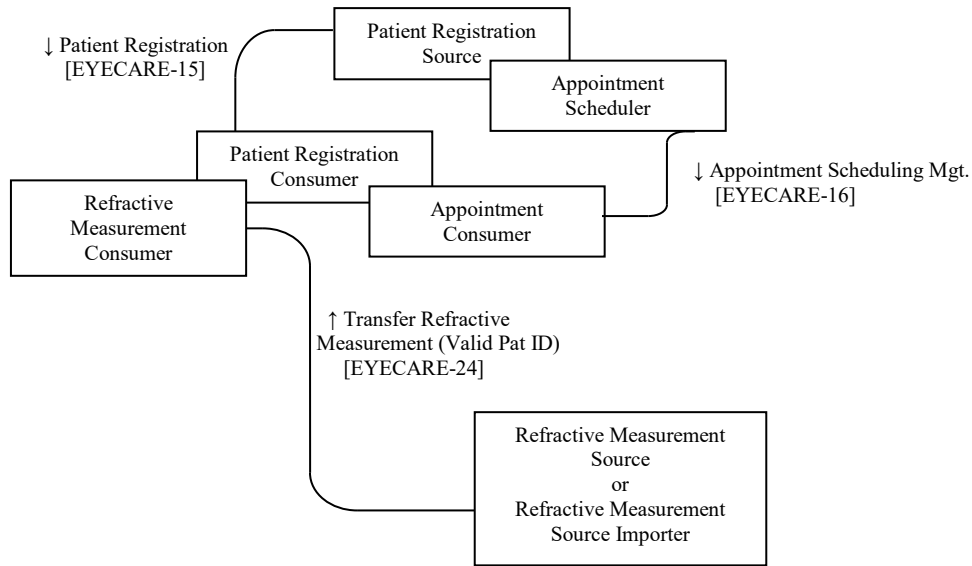 Patient Registration
Source
↓ Patient Registration
[EYECARE-15]
Appointment
Scheduler
Patient Registration
Consumer
↓ Appointment Scheduling Mgt.
[EYECARE-16]
Refractive
Measurement
Consumer
Appointment
Consumer
↑ Transfer Refractive
Measurement (Valid Pat ID)
[EYECARE-24]
Refractive Measurement
Source
or
Refractive Measurement
Source Importer